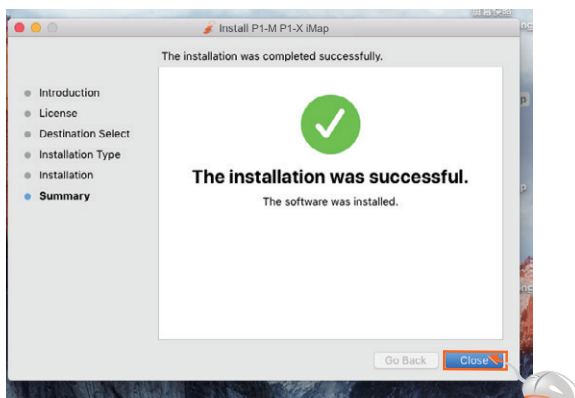 Install P1-M P1-X iMap
The installation was completed successfully.
Introduction
License
Destination Select
Installation Type
Installation
Summary
The installation was successful.
The software was installed.
Go Back
Close